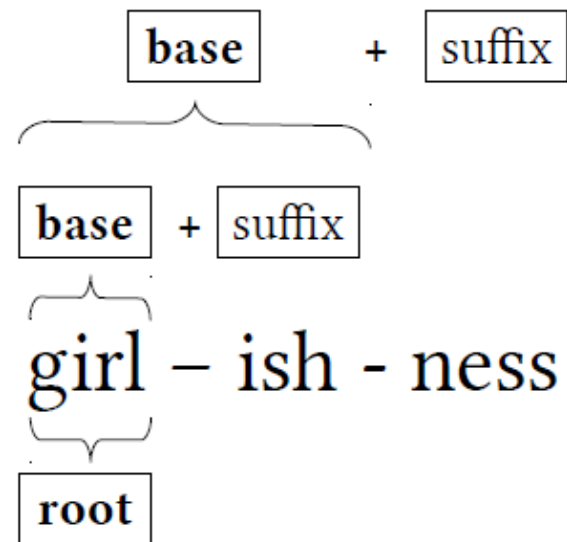 base + suffix
base + suffix
girl – ish - ness
root